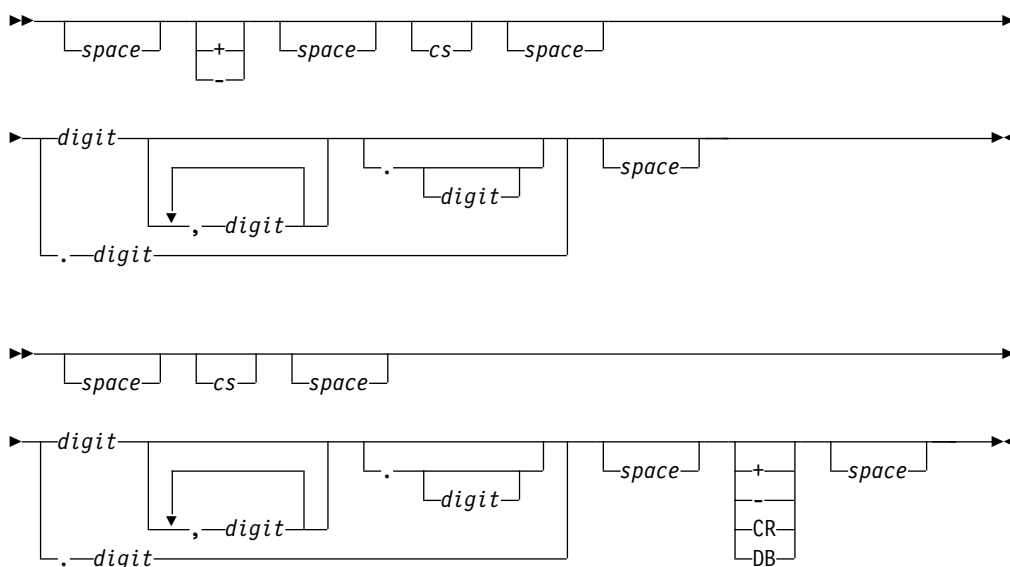 space + space cs space
-
digit . space
digit
, digit
. digit
space cs space
digit . space + space
digit -
, digit CR
. digit DB